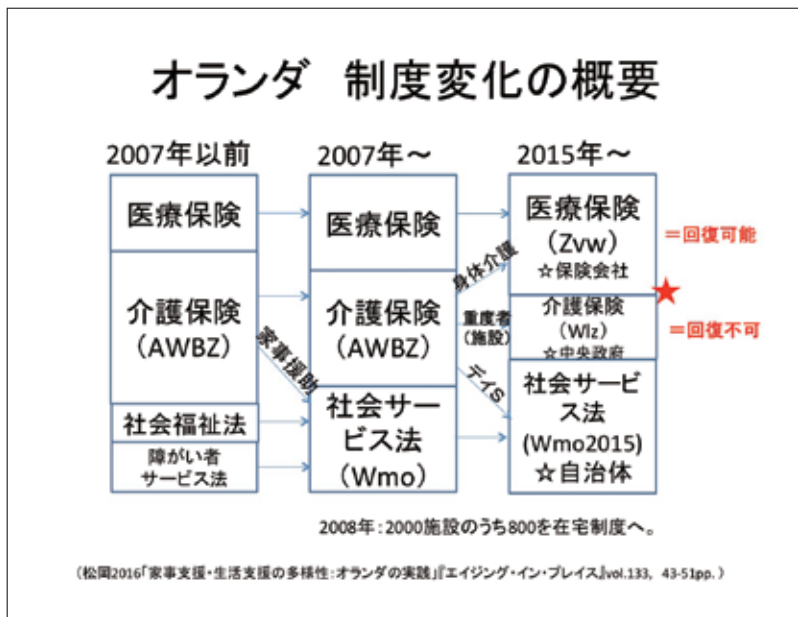 オランダ　制度変化の概要
2007年以前
2007年～
2015年～
医療保険
介護保険
(AWBZ)
家事援助
社会福祉法
障がい者
サービス法
医療保険
介護保険
(AWBZ)
社会サー
ビス法
(Wmo)
身体介護
重度者
(施設)
デイS
医療保険
(Zvw)
☆保険会社
介護保険
(Wlz)
☆中央政府
社会サービ
ス法
(Wmo2015)
☆自治体
＝回復可能
★
＝回復不可
2008年：2000施設のうち800を在宅制度へ。
(松岡2016「家事支援・生活支援の多様性：オランダの実践」『エイジング・イン・プレイス』vol.133, 43-51pp. )